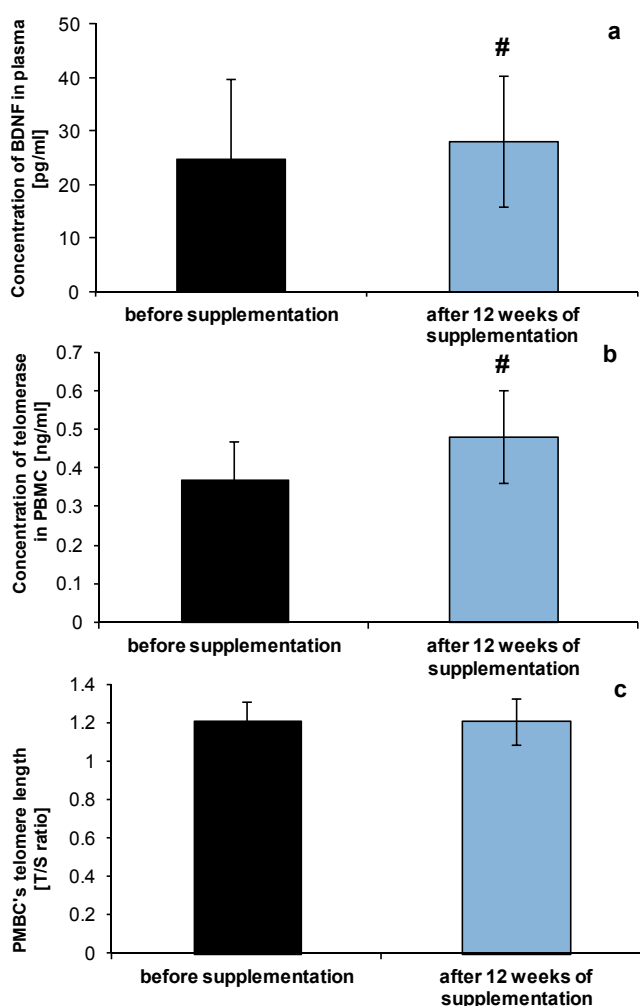 a
#
Concentration of BDNF in plasma
[pg/ml]
50
40
30
20
10
0
before supplementation
after 12 weeks of
supplementation
b
#
Concentration of telomerase
in PBMC [ng/ml]
0.7
0.6
0.5
0.4
0.3
0.2
0.1
0
before supplementation
after 12 weeks of
supplementation
c
PMBC's telomere length
[T/S ratio]
1.4
1.2
1
0.8
0.6
0.4
0.2
0
before supplementation
after 12 weeks of
supplementation